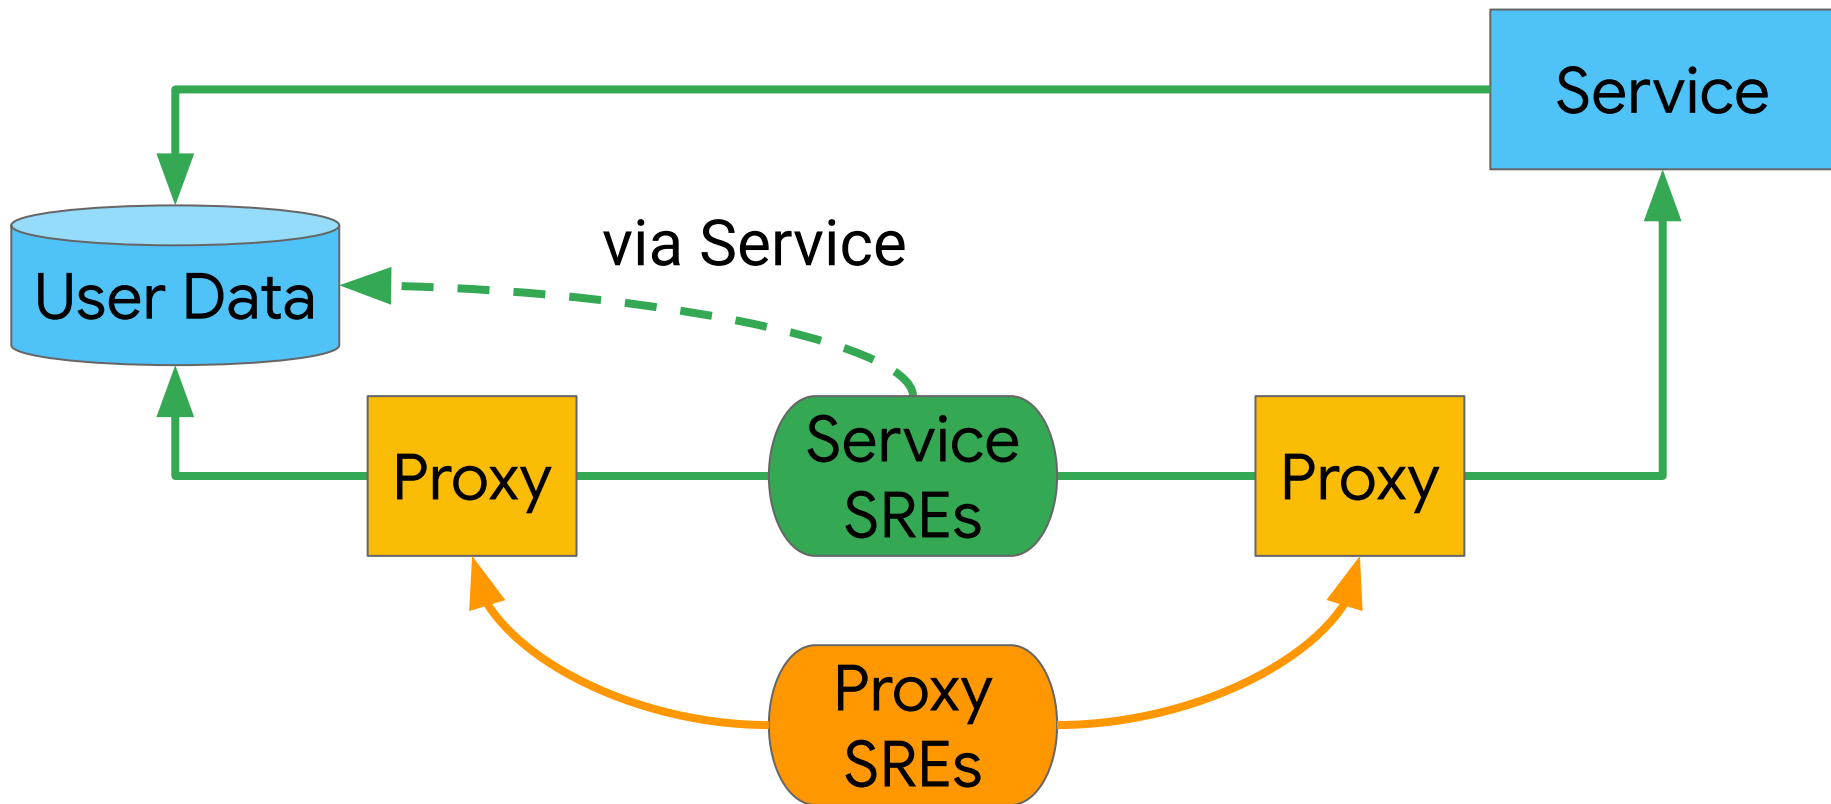 Service
via Service
User Data
Proxy
Service
SREs
Proxy
Proxy
SREs